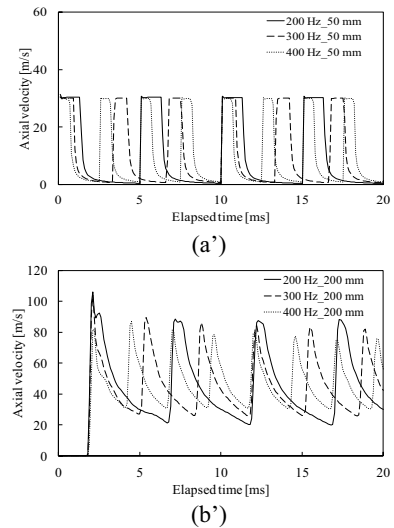 60
40
20
0
Axial velocity [m/s]
200 Hz_50 mm
300 Hz_50 mm
400 Hz_50 mm
0 5 10 15 20
Elapsed time [ms]
(a’)
120
100
80
60
40
20
0
Axial velocity [m/s]
200 Hz_200 mm
300 Hz_200 mm
400 Hz_200 mm
0 5 10 15 20
Elapsed time [ms]
(b’)